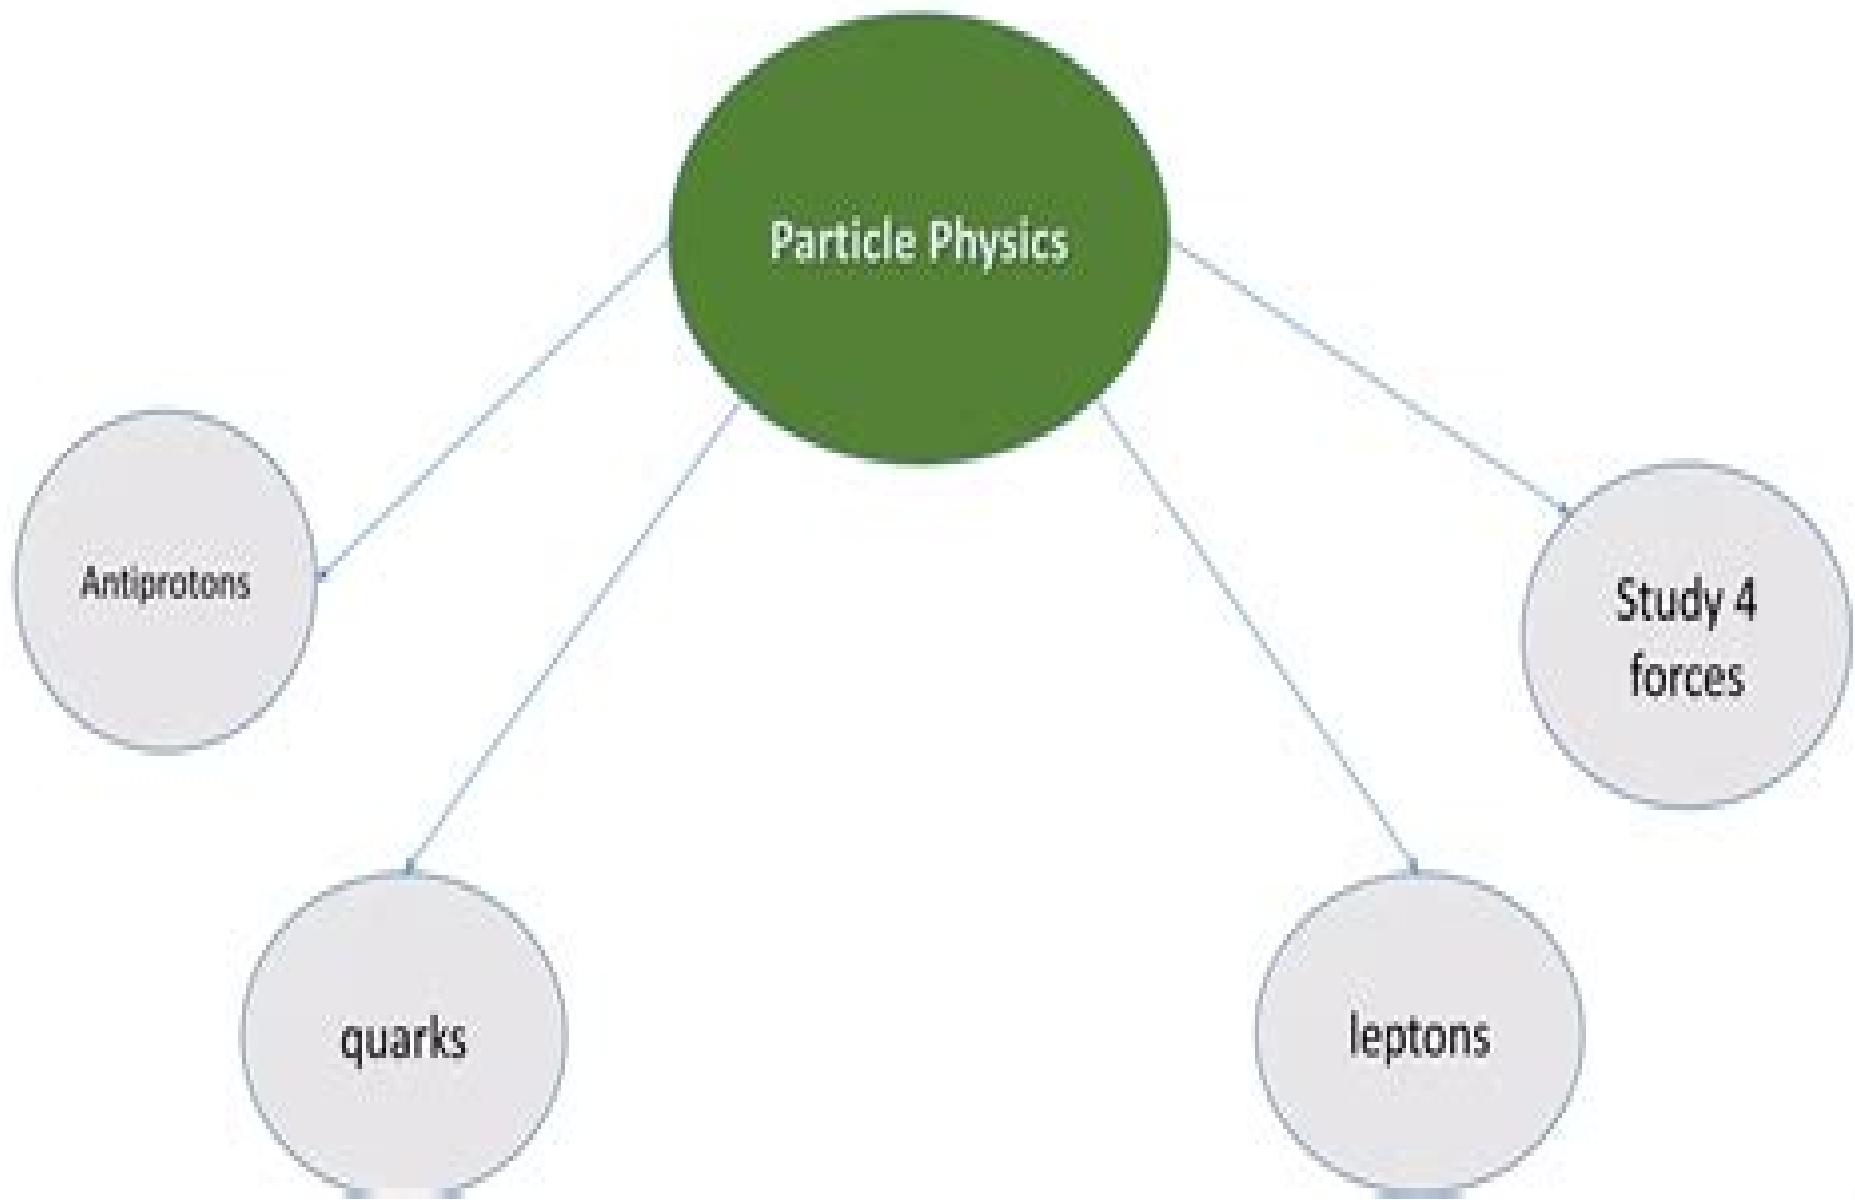 Particle Physics
Antiprotons
Study 4
forces
quarks
leptons